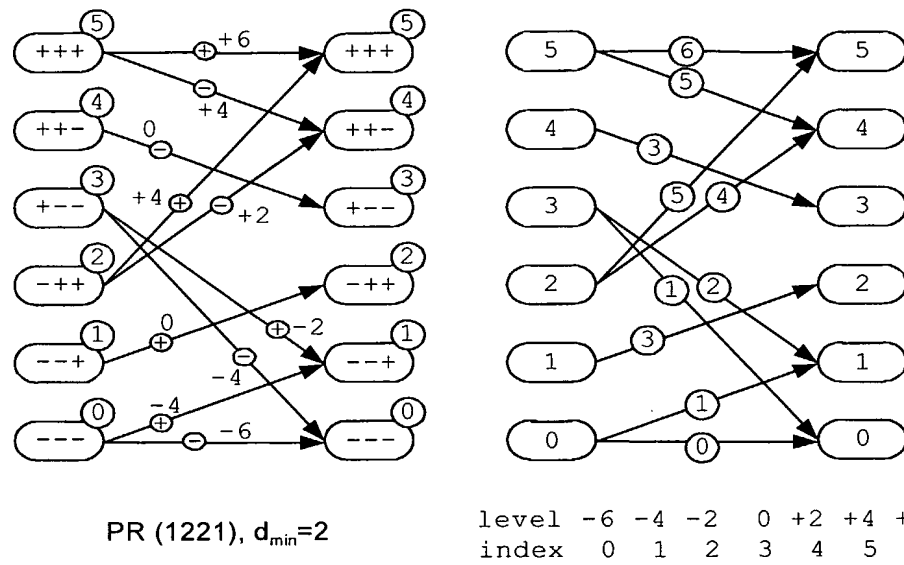 5 5
+++ + +6 +++ 5 6 5
- +4 5
4 4
++- 0 - ++- 4 3 4
3 3
+-- +4 + - +2 +-- 3 5 4 3
2 2
-++ -++ 2 1 2 2
1 0 + -2 1
--+ + - --+ 1 3 1
0 -4 -4 0
--- + - -6 --- 0 1 0 0
PR (1221), dmin=2
level -6 -4 -2 0 +2 +4 +
index 0 1 2 3 4 5